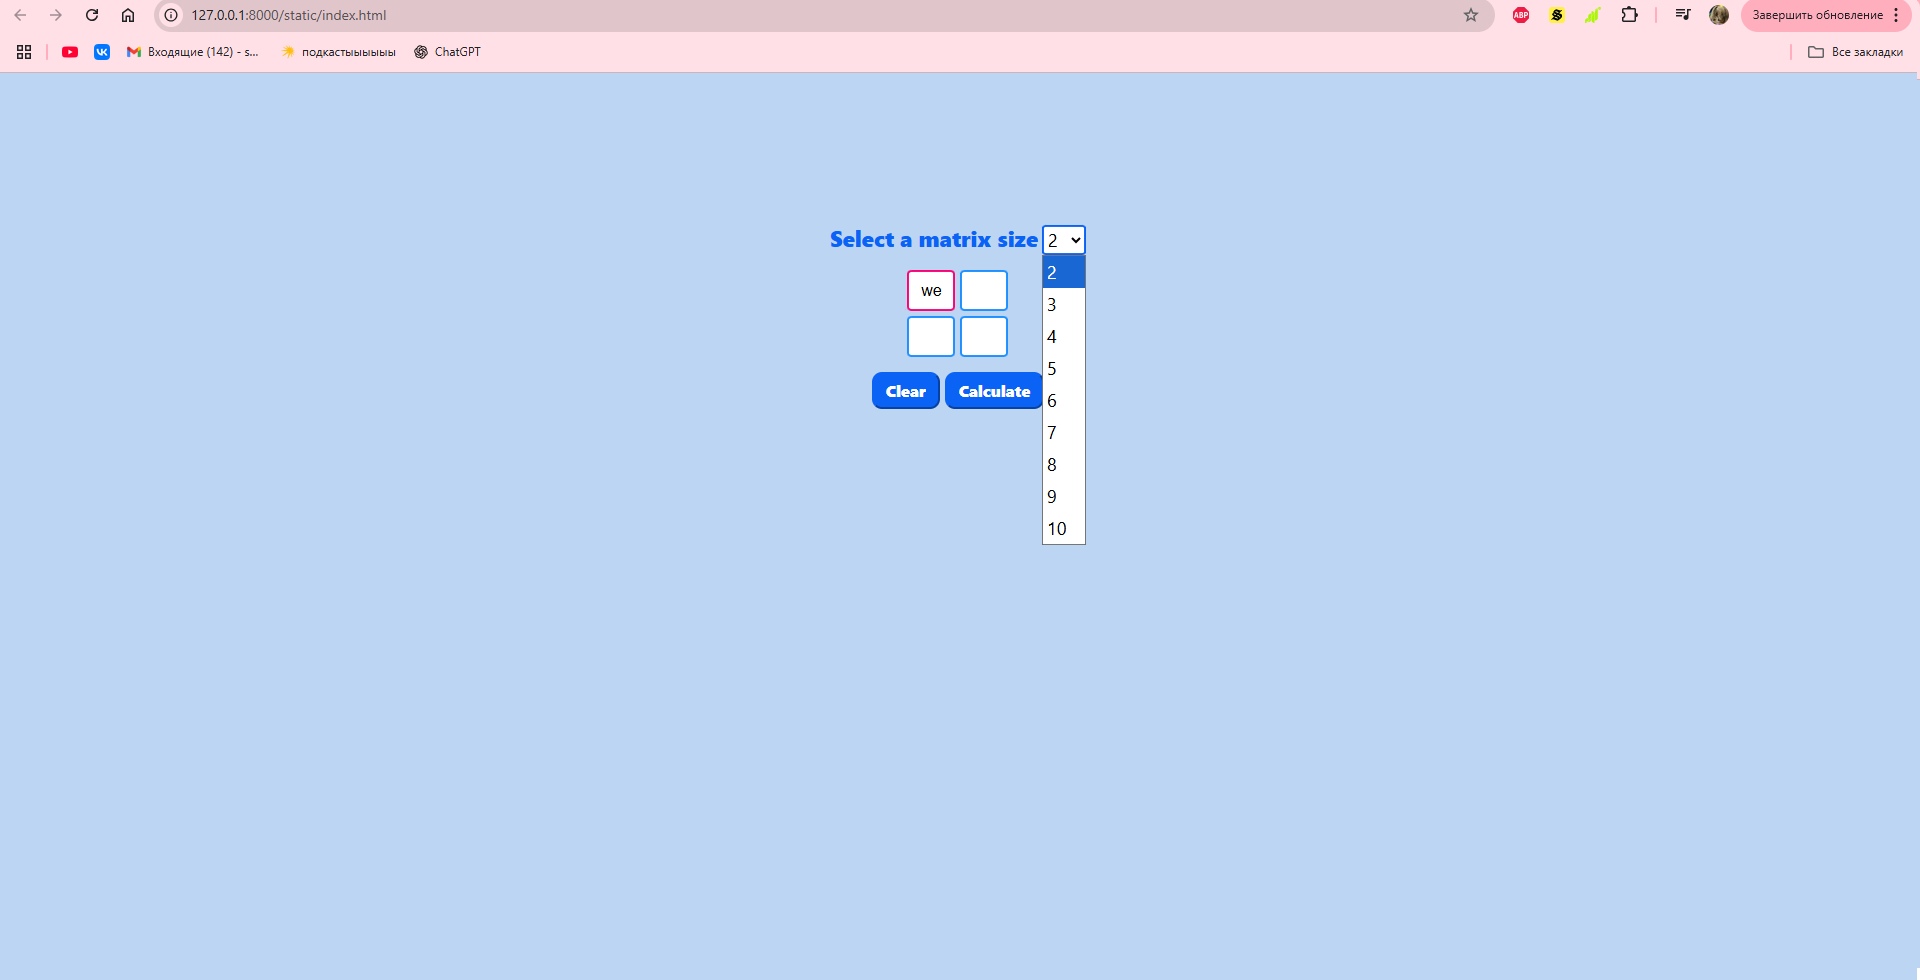 127.0.0.1:8000/static/index.html
ABP
Завершить обновление
Входящие (142) - s...
подкастыыыыыы
ChatGPT
Все закладки
Select a matrix size 2
we
2
3
4
5
6
7
8
9
10
Clear Calculate